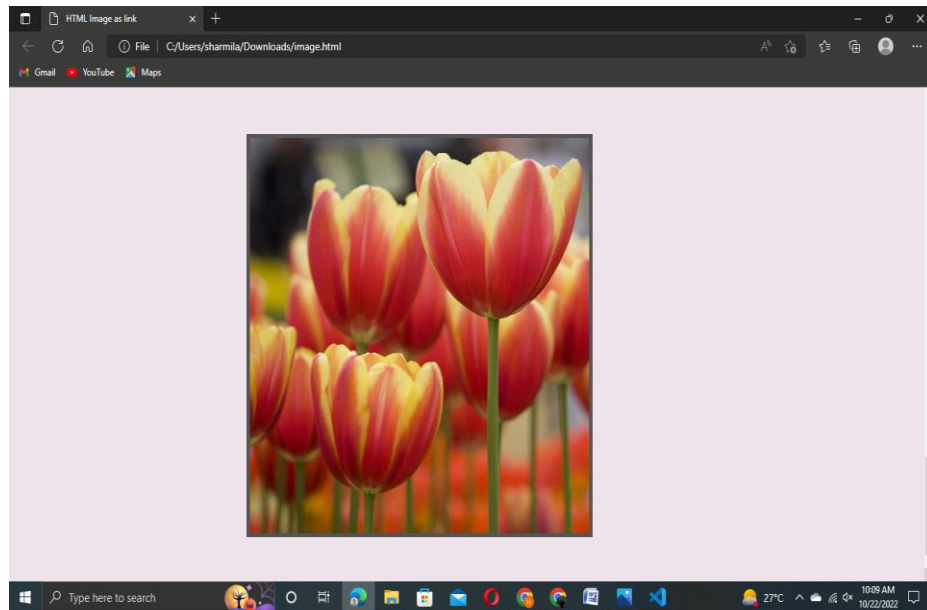 HTML Image as link
File C:/Users/sharmila/Downloads/image.html
Gmail YouTube Maps
Type here to search
27°C
10:09 AM
10/22/2022